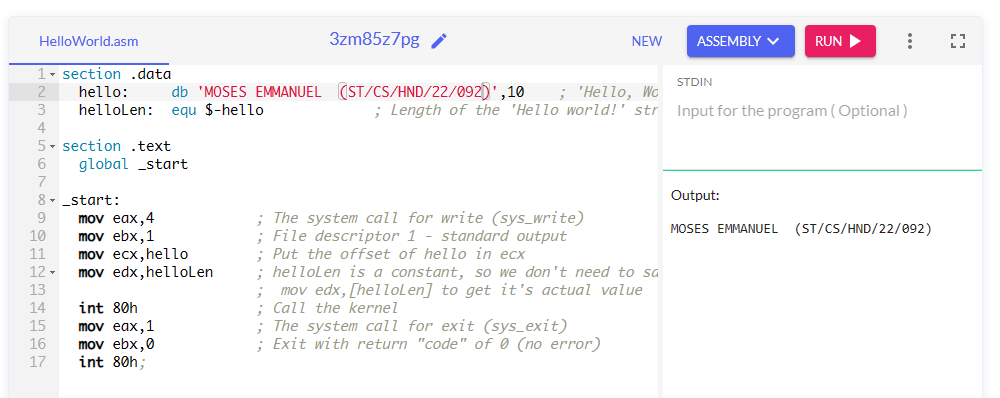 HelloWorld.asm
3zm85z7pg
NEW
ASSEMBLY
RUN
1 section .data
2 hello: db 'MOSES EMMANUEL (ST/CS/HND/22/092)',10 ; 'Hello, Wo
3 helloLen: equ $-hello ; Length of the 'Hello world!' str
4
5 section .text
6 global _start
7
8 _start:
9 mov eax,4 ; The system call for write (sys_write)
10 mov ebx,1 ; File descriptor 1 - standard output
11 mov ecx,hello ; Put the offset of hello in ecx
12 mov edx,helloLen ; helloLen is a constant, so we don't need to sa
13 ; mov edx,[helloLen] to get it's actual value
14 int 80h ; Call the kernel
15 mov eax,1 ; The system call for exit (sys_exit)
16 mov ebx,0 ; Exit with return "code" of 0 (no error)
17 int 80h;
STDIN
Input for the program ( Optional )
Output:
MOSES EMMANUEL (ST/CS/HND/22/092)